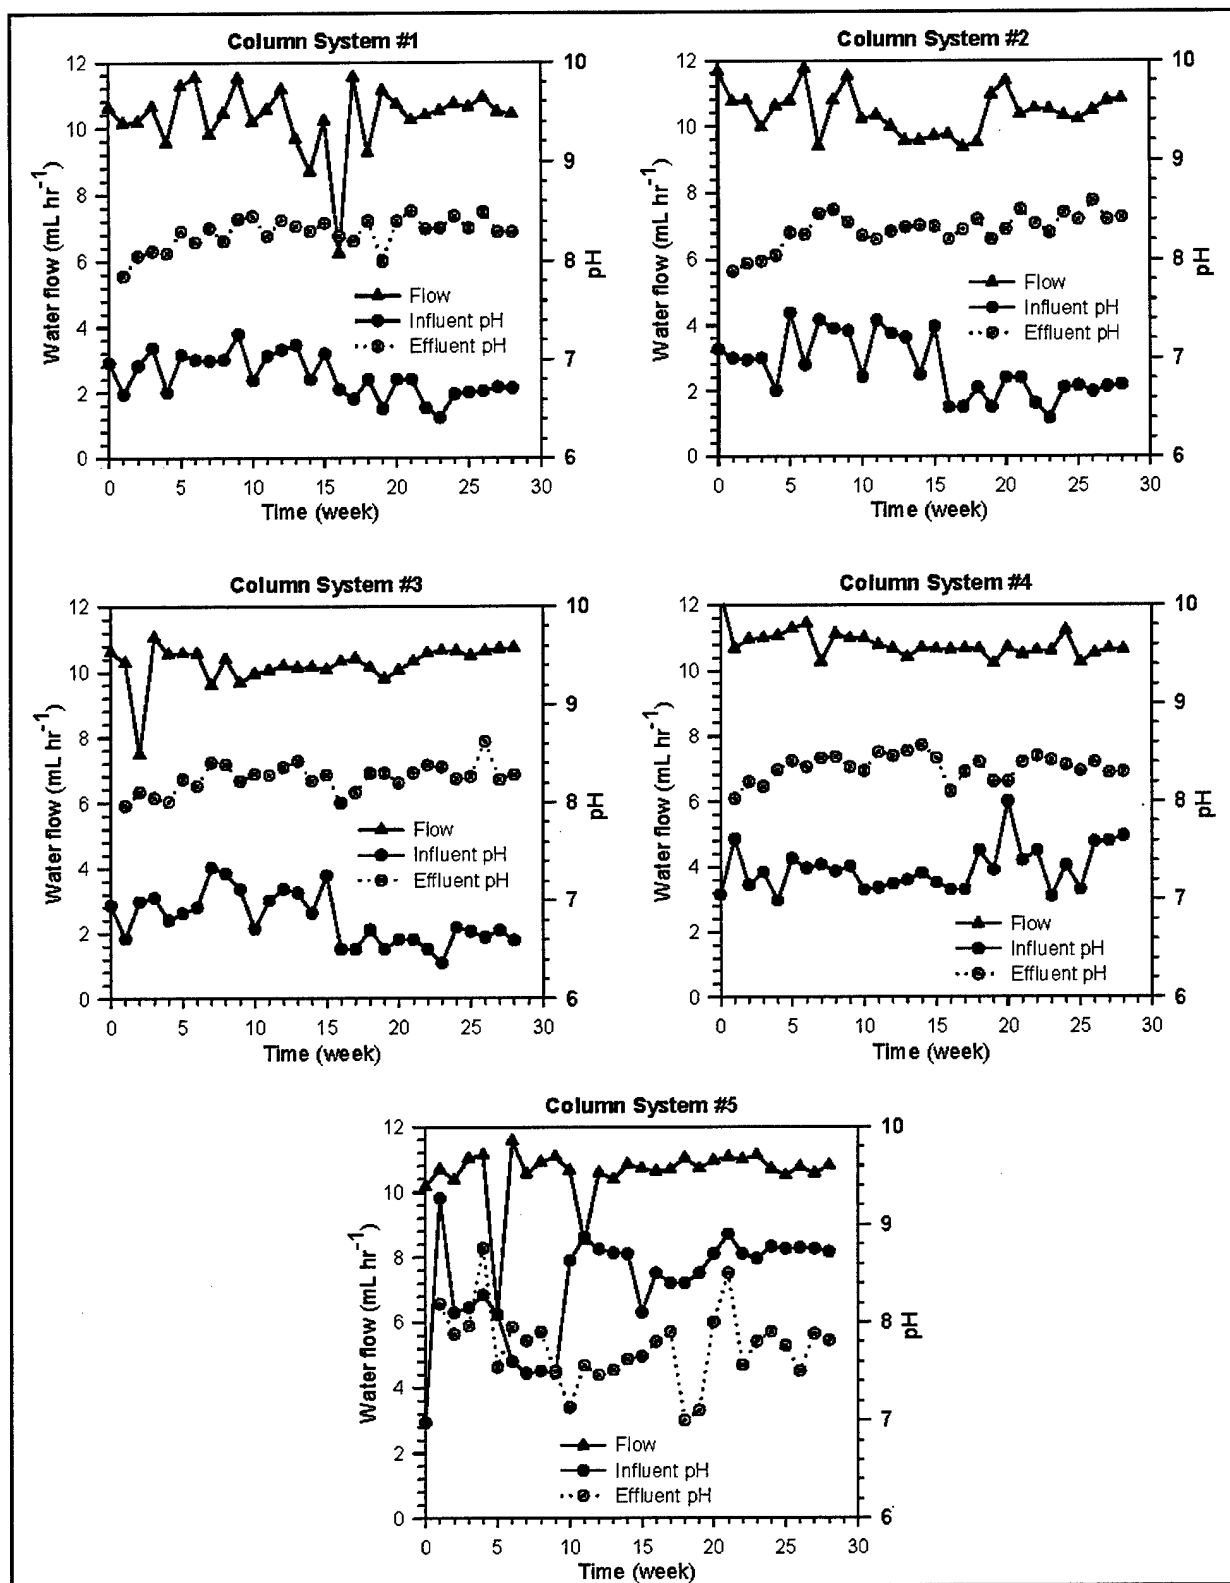 Column System #1
Water flow (mL hr-1)
12
10
8
6
4
2
0
10
9
8
7
6
pH
Flow
Influent pH
Effluent pH
0 5 10 15 20 25 30
Time (week)
Column System #2
Water flow (mL hr-1)
12
10
8
6
4
2
0
10
9
8
7
6
pH
Flow
Influent pH
Effluent pH
0 5 10 15 20 25 30
Time (week)
Column System #3
Water flow (mL hr-1)
12
10
8
6
4
2
0
10
9
8
7
6
pH
Flow
Influent pH
Effluent pH
0 5 10 15 20 25 30
Time (week)
Column System #4
Water flow (mL hr-1)
12
10
8
6
4
2
0
10
9
8
7
6
pH
Flow
Influent pH
Effluent pH
0 5 10 15 20 25 30
Time (week)
Column System #5
Water flow (mL hr-1)
12
10
8
6
4
2
0
10
9
8
7
6
pH
Flow
Influent pH
Effluent pH
0 5 10 15 20 25 30
Time (week)